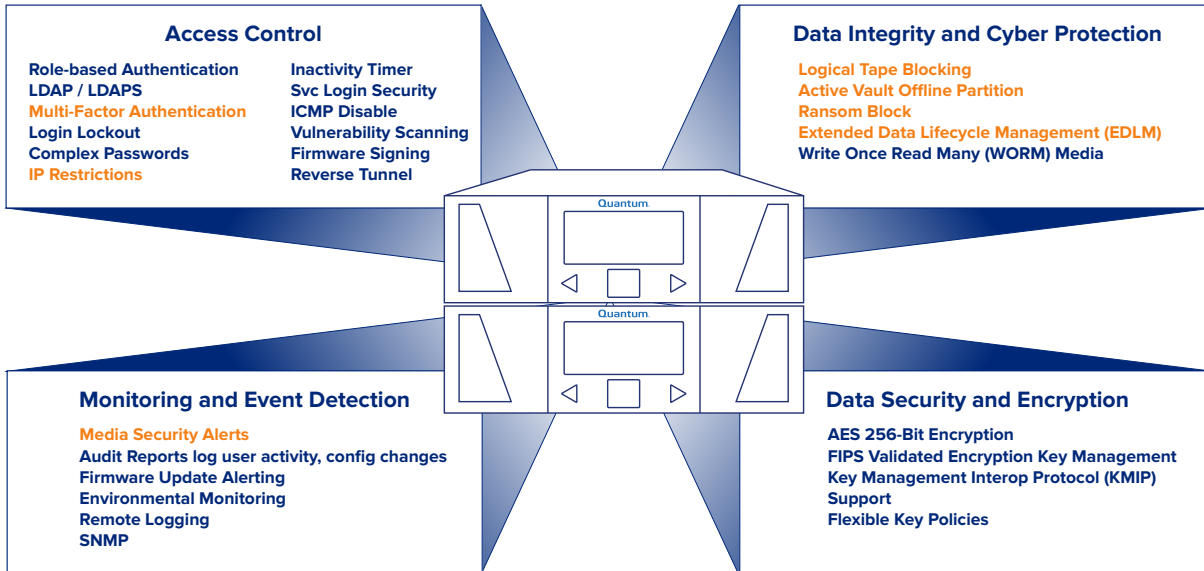 Access Control
Role-based Authentication
LDAP / LDAPS
Multi-Factor Authentication
Login Lockout
Complex Passwords
IP Restrictions
Inactivity Timer
Svc Login Security
ICMP Disable
Vulnerability Scanning
Firmware Signing
Reverse Tunnel
Data Integrity and Cyber Protection
Logical Tape Blocking
Active Vault Offline Partition
Ransom Block
Extended Data Lifecycle Management (EDLM)
Write Once Read Many (WORM) Media
Quantum.
Quantum.
Monitoring and Event Detection
Media Security Alerts
Audit Reports log user activity, config changes
Firmware Update Alerting
Environmental Monitoring
Remote Logging
SNMP
Data Security and Encryption
AES 256-Bit Encryption
FIPS Validated Encryption Key Management
Key Management Interop Protocol (KMIP)
Support
Flexible Key Policies